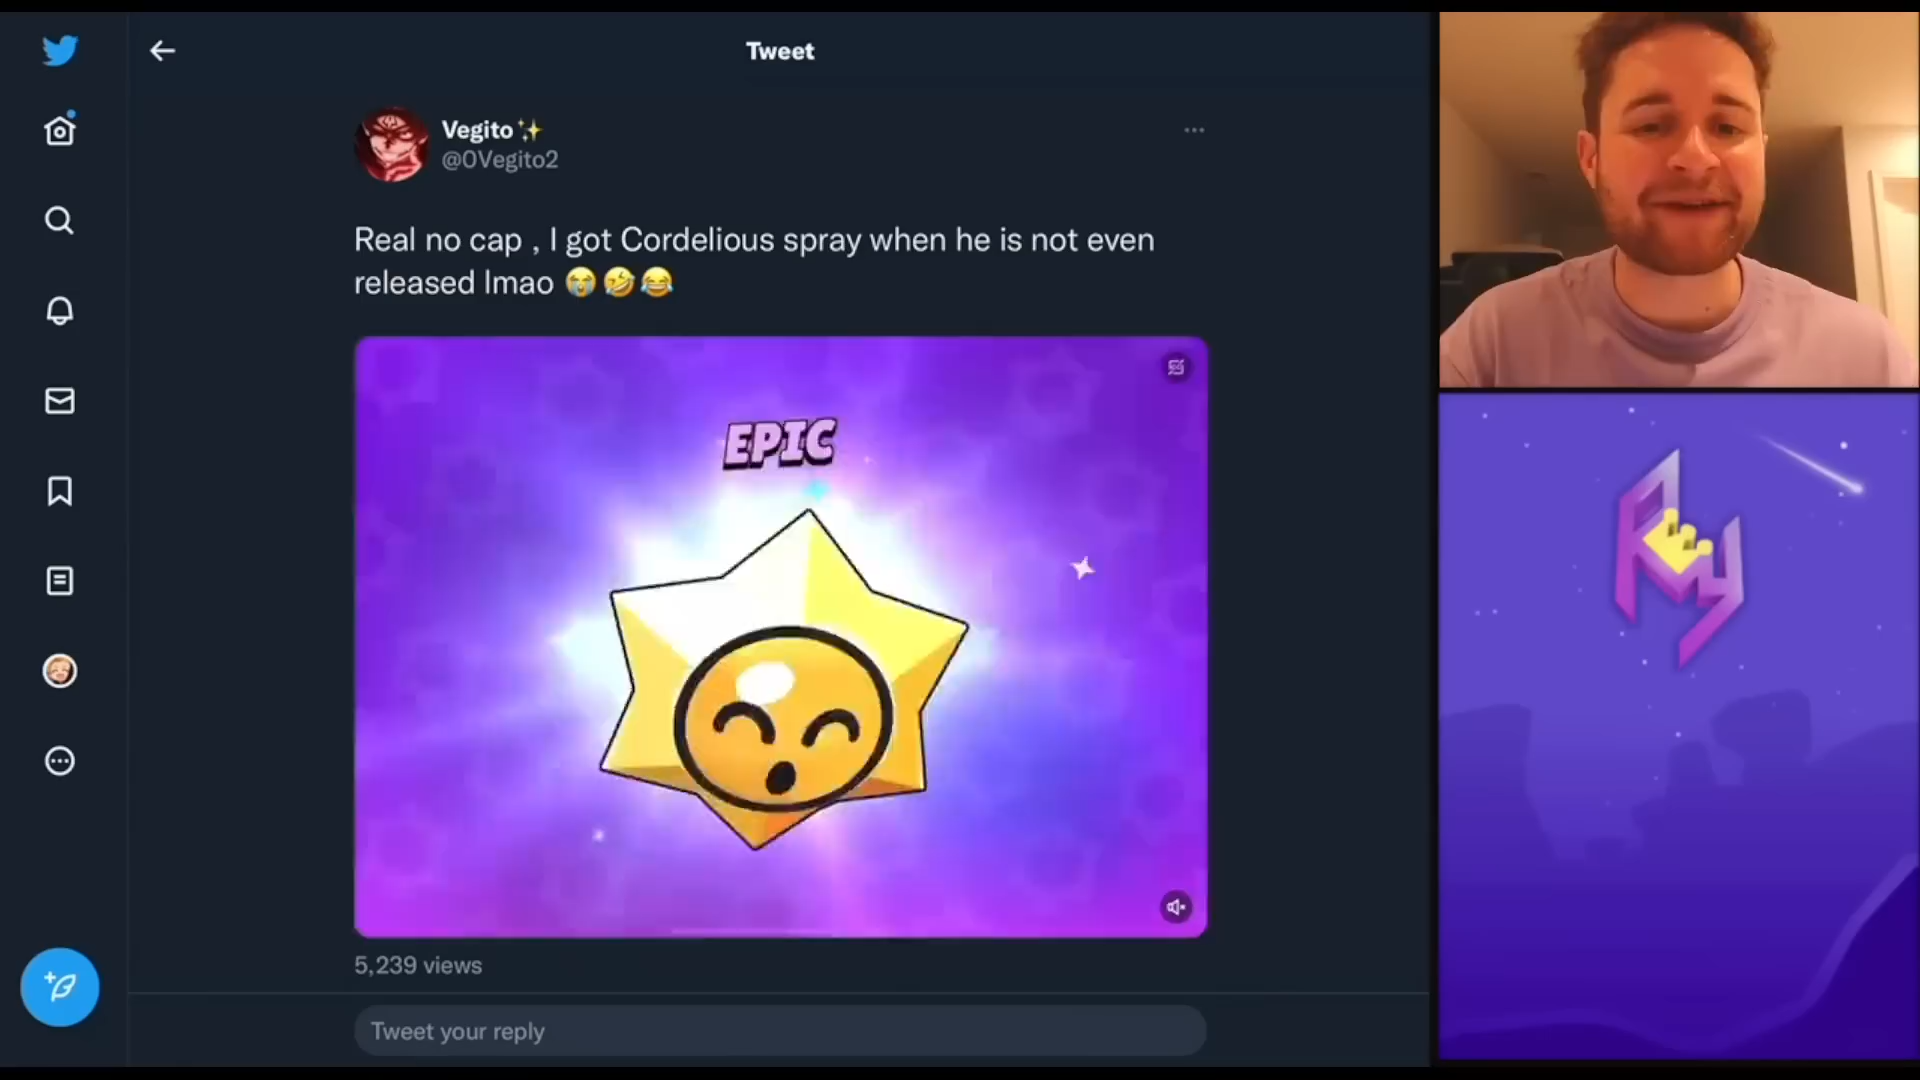 Tweet
Vegito✨
@0Vegito2
Real no cap , I got Cordelious spray when he is not even
released lmao 😭🤣😂
EPIC
5,239 views
Tweet your reply
Rey